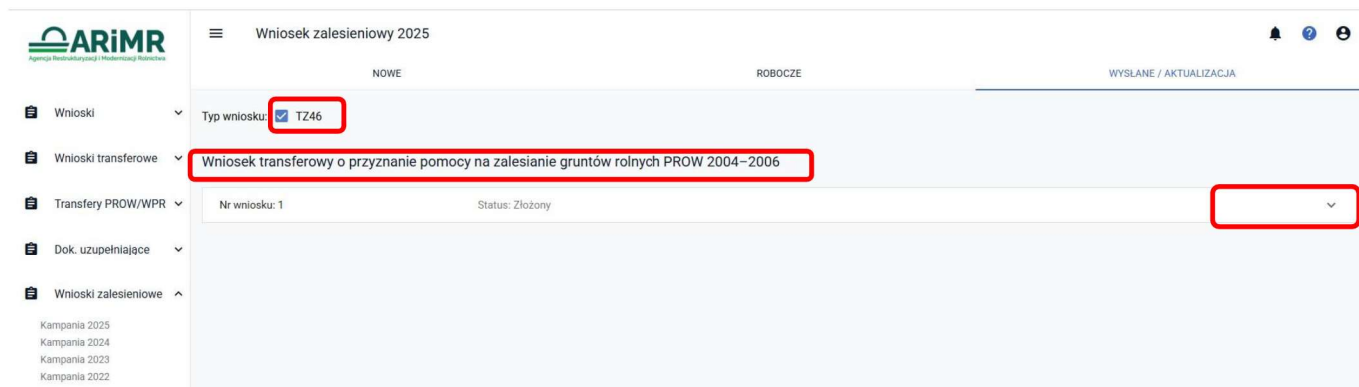 ARiMR
Agencja Restrukturyzacji i Modernizacji Rolnictwa
Wniosek zalesieniowy 2025
NOWE
ROBOCZE
WYSŁANE / AKTUALIZACJA
Wnioski
Wnioski transferowe
Transfery PROW/WPR
Dok. uzupełniające
Wnioski zalesieniowe
Kampania 2025
Kampania 2024
Kampania 2023
Kampania 2022
Typ wniosku: TZ46
Wniosek transferowy o przyznanie pomocy na zalesianie gruntów rolnych PROW 2004–2006
Nr wniosku: 1 Status: Złożony